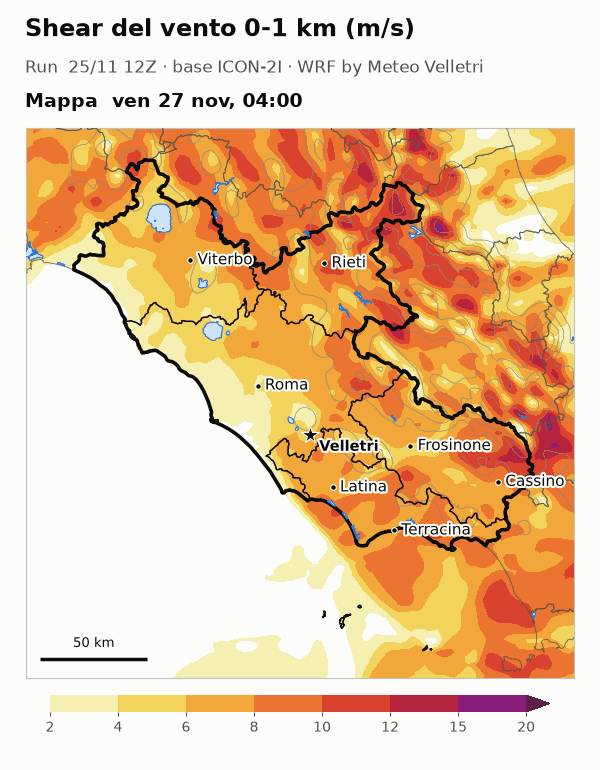 Shear del vento 0-1 km (m/s)
Run  25/11 12Z · base ICON-2I · WRF by Meteo Velletri
Mappa  ven 27 nov, 04:00
Viterbo
Rieti
Roma
Velletri
Frosinone
Cassino
Latina
Terracina
50 km
2 4 6 8 10 12 15 20